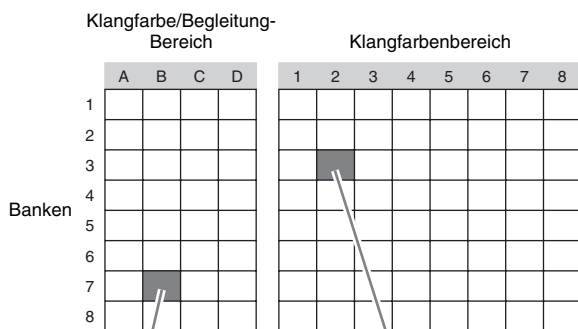 Klangfarbe/Begleitung-
Bereich
Klangfarbenbereich
A B C D 1 2 3 4 5 6 7 8
1
2
3
4
Banken
5
6
7
8